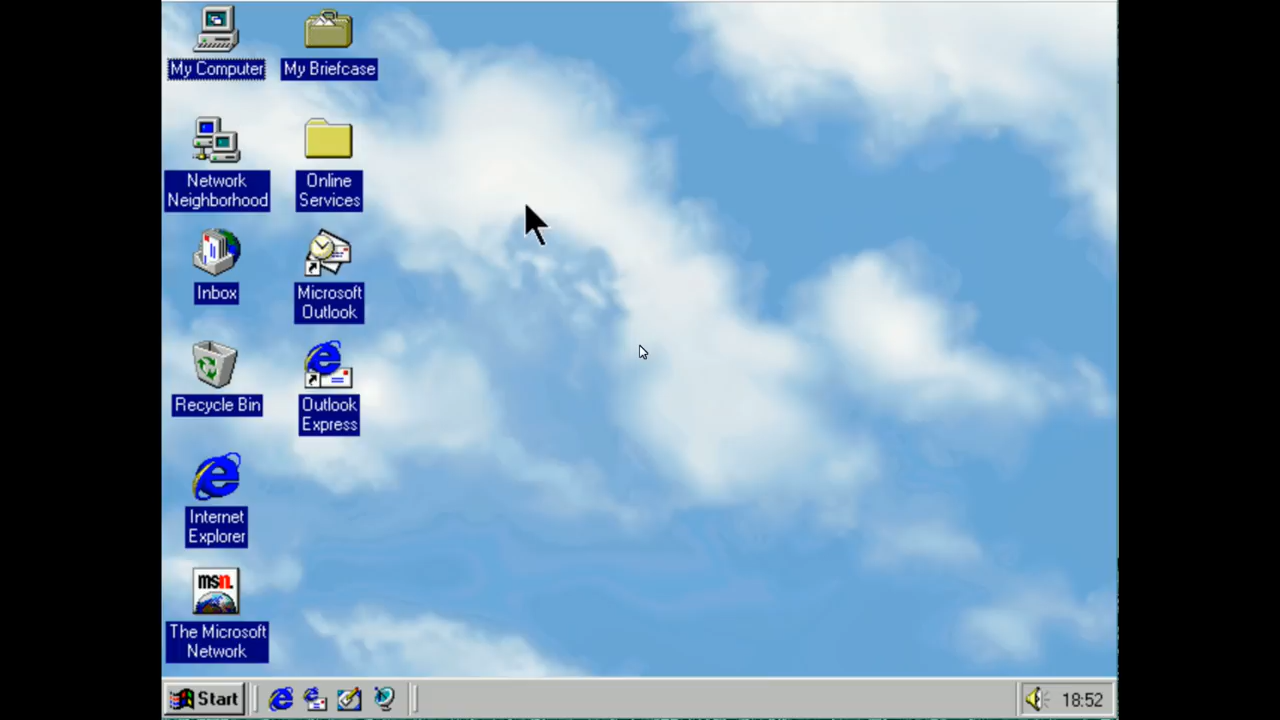 My Computer
My Briefcase
Network
Neighborhood
Online
Services
Inbox
Microsoft
Outlook
Recycle Bin
Outlook
Express
Internet
Explorer
msn.
The Microsoft
Network
Start
18:52